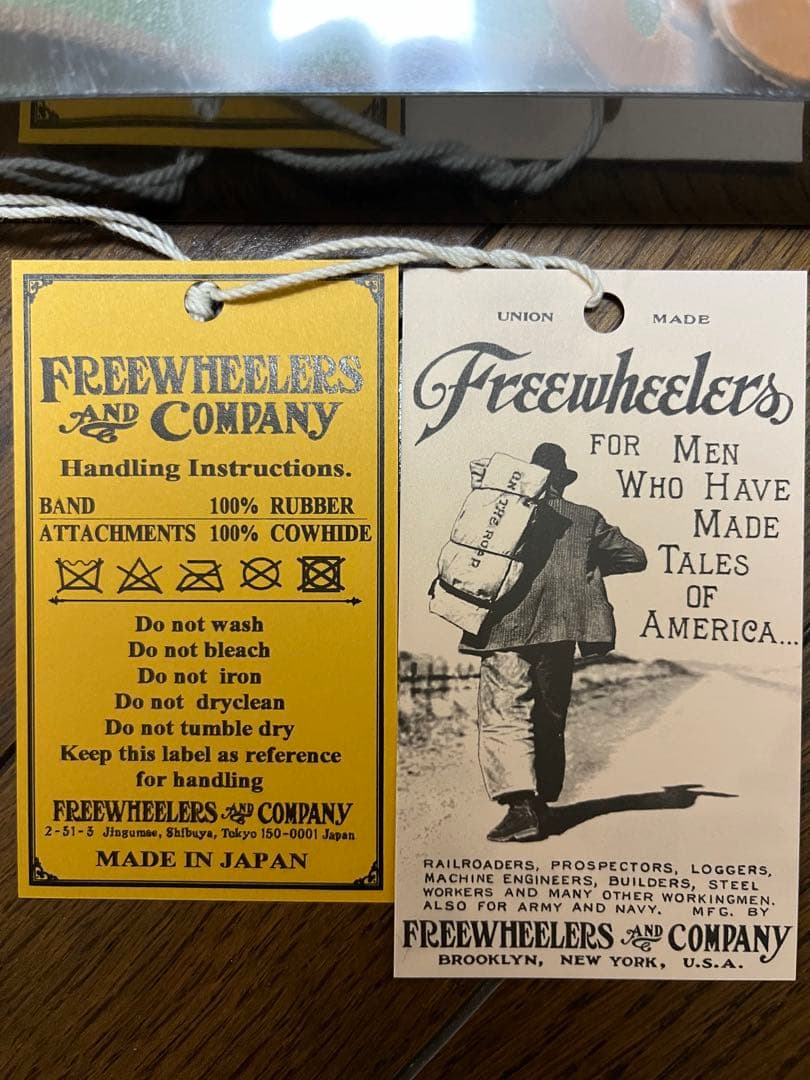 FREEWHEELERS
AND COMPANY
Handling Instructions.
BAND 100% RUBBER
ATTACHMENTS 100% COWHIDE
Do not wash
Do not bleach
Do not iron
Do not dryclean
Do not tumble dry
Keep this label as reference
for handling
FREEWHEELERS AND COMPANY
2-31-3 Jingumae, Shibuya, Tokyo 150-0001 Japan
MADE IN JAPAN
UNION MADE
Freewheelers
FOR MEN
WHO HAVE
MADE
TALES
OF
AMERICA...
ON THE ROAD
RAILROADERS, PROSPECTORS, LOGGERS,
MACHINE ENGINEERS, BUILDERS, STEEL
WORKERS AND MANY OTHER WORKINGMEN.
ALSO FOR ARMY AND NAVY. MFG. BY
FREEWHEELERS AND COMPANY
BROOKLYN, NEW YORK, U.S.A.